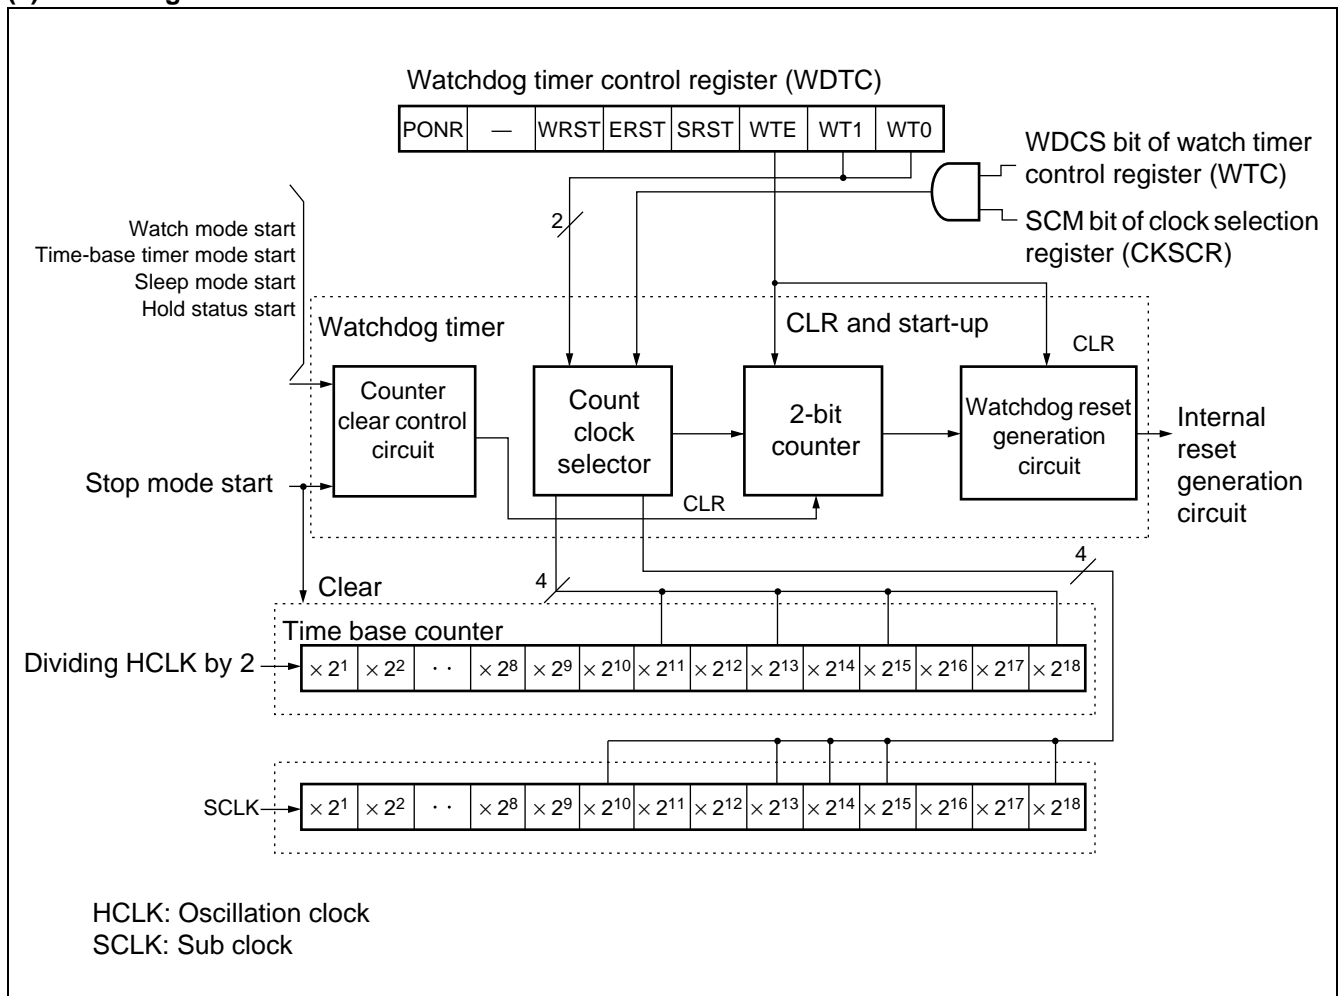 Watchdog timer control register (WDTC)
PONR — WRST ERST SRST WTE WT1 WT0
WDCS bit of watch timer
control register (WTC)
SCM bit of clock selection
register (CKSCR)
2
Watch mode start
Time-base timer mode start
Sleep mode start
Hold status start
Watchdog timer
CLR and start-up
CLR
Counter
clear control
circuit
Count
clock
selector
2-bit
counter
Watchdog reset
generation
circuit
Internal
reset
generation
circuit
Stop mode start
CLR
4
4
Clear
Time base counter
Dividing HCLK by 2
× 2¹ × 2² ·· × 2⁸ × 2⁹ × 2¹⁰ × 2¹¹ × 2¹² × 2¹³ × 2¹⁴ × 2¹⁵ × 2¹⁶ × 2¹⁷ × 2¹⁸
SCLK
× 2¹ × 2² ·· × 2⁸ × 2⁹ × 2¹⁰ × 2¹¹ × 2¹² × 2¹³ × 2¹⁴ × 2¹⁵ × 2¹⁶ × 2¹⁷ × 2¹⁸
HCLK: Oscillation clock
SCLK: Sub clock